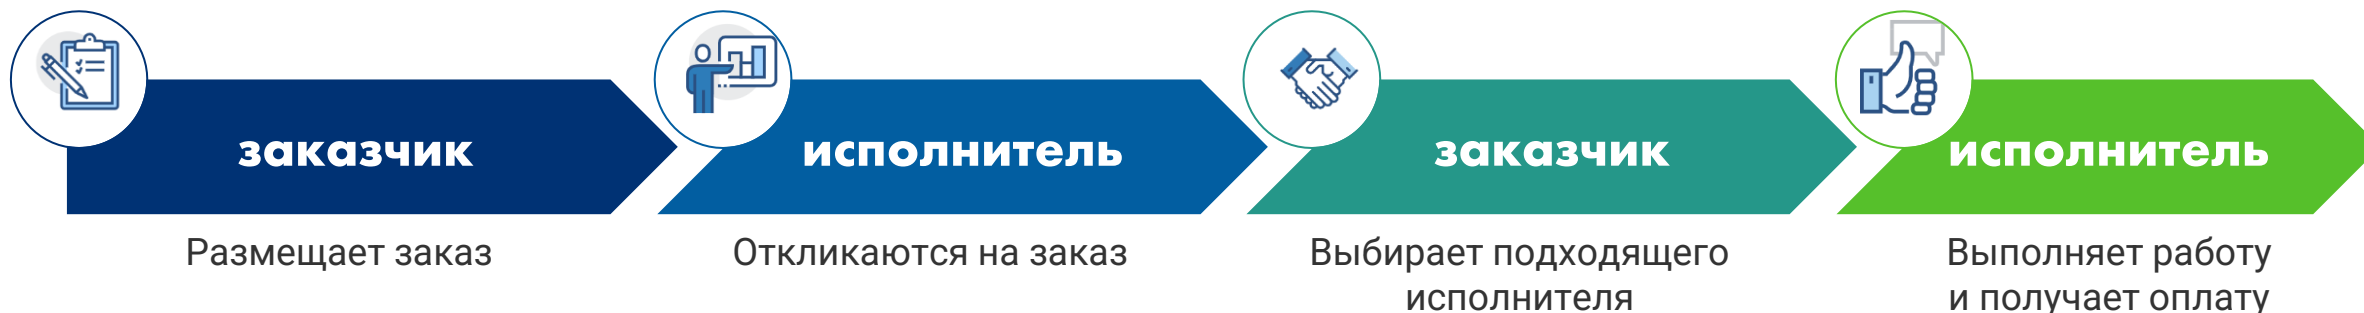 заказчик
исполнитель
заказчик
исполнитель
Размещает заказ
Откликаются на заказ
Выбирает подходящего
исполнителя
Выполняет работу
и получает оплату